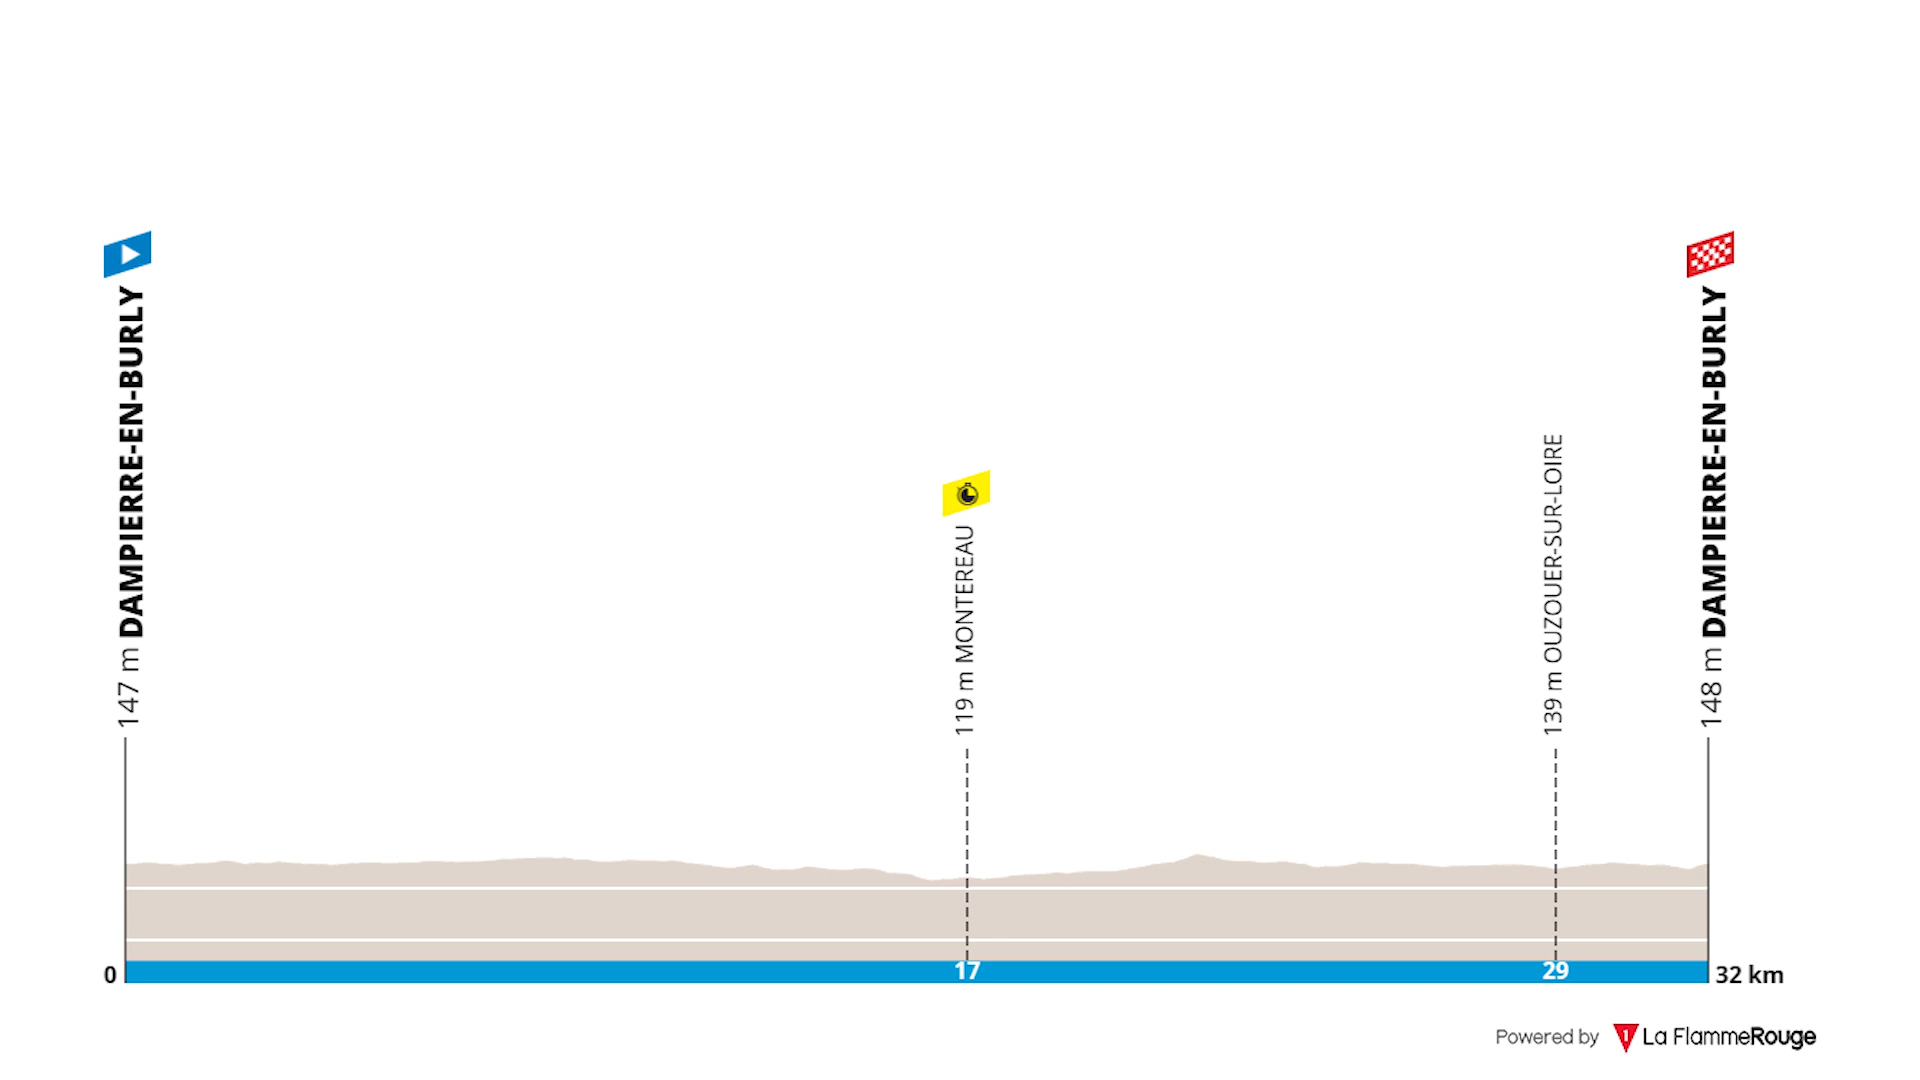 147 m DAMPIERRE-EN-BURLY
119 m MONTEREAU
139 m OUZOUER-SUR-LOIRE
148 m DAMPIERRE-EN-BURLY
0
17
29
32 km
Powered by 1 La FlammeRouge